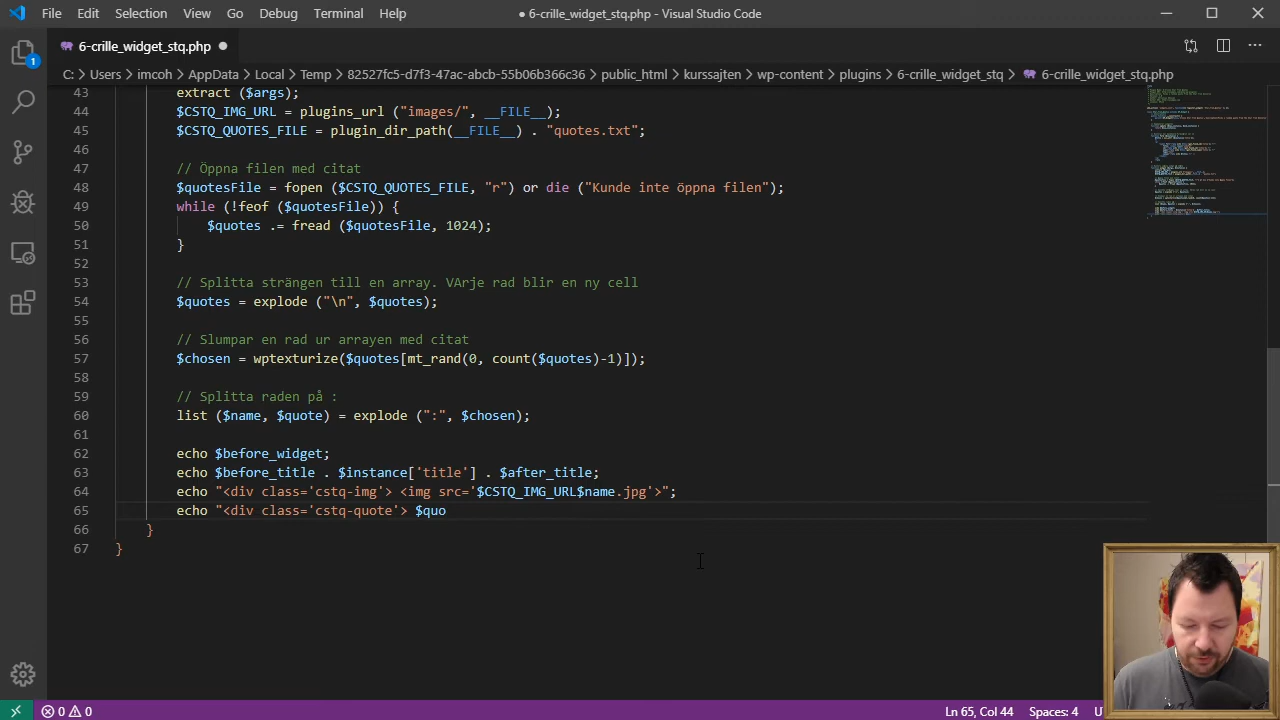 File Edit Selection View Go Debug Terminal Help
● 6-crille_widget_stq.php - Visual Studio Code
6-crille_widget_stq.php ●
C: > Users > imcoh > AppData > Local > Temp > 82527fc5-d7f3-47ac-abcb-55b06b366c36 > public_html > kurssajten > wp-content > plugins > 6-crille_widget_stq > 6-crille_widget_stq.php
1
43 extract ($args);
44 $CSTQ_IMG_URL = plugins_url ("images/",__FILE__);
45 $CSTQ_QUOTES_FILE = plugin_dir_path(__FILE__) . "quotes.txt";
46
47 // Öppna filen med citat
48 $quotesFile = fopen ($CSTQ_QUOTES_FILE, "r") or die ("Kunde inte öppna filen");
49 while (!feof ($quotesFile)) {
50 $quotes .= fread ($quotesFile, 1024);
51 }
52
53 // Splitta strängen till en array. VArje rad blir en ny cell
54 $quotes = explode ("\n", $quotes);
55
56 // Slumpar en rad ur arrayen med citat
57 $chosen = wptexturize($quotes[mt_rand(0, count($quotes)-1)]);
58
59 // Splitta raden på :
60 list ($name, $quote) = explode (":", $chosen);
61
62 echo $before_widget;
63 echo $before_title . $instance['title'] . $after_title;
64 echo "<div class='cstq-img'> <img src='$CSTQ_IMG_URL$name.jpg'>";
65 echo "<div class='cstq-quote'> $quo
66 }
67 }
0 0
Ln 65, Col 44 Spaces: 4